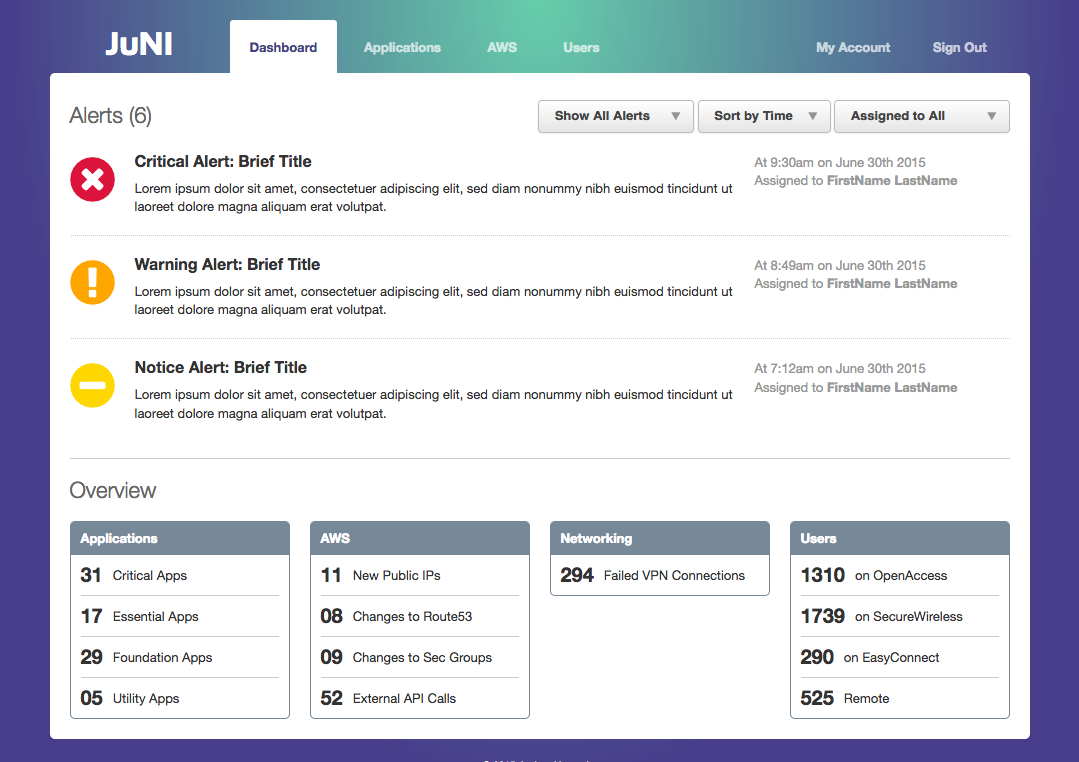 JuNI
Dashboard
Applications
AWS
Users
My Account
Sign Out
Alerts (6)
Show All Alerts
Sort by Time
Assigned to All
Critical Alert: Brief Title
At 9:30am on June 30th 2015
Assigned to FirstName LastName
Lorem ipsum dolor sit amet, consectetuer adipiscing elit, sed diam nonummy nibh euismod tincidunt ut
laoreet dolore magna aliquam erat volutpat.
Warning Alert: Brief Title
At 8:49am on June 30th 2015
Assigned to FirstName LastName
Lorem ipsum dolor sit amet, consectetuer adipiscing elit, sed diam nonummy nibh euismod tincidunt ut
laoreet dolore magna aliquam erat volutpat.
Notice Alert: Brief Title
At 7:12am on June 30th 2015
Assigned to FirstName LastName
Lorem ipsum dolor sit amet, consectetuer adipiscing elit, sed diam nonummy nibh euismod tincidunt ut
laoreet dolore magna aliquam erat volutpat.
Overview
Applications
31 Critical Apps
17 Essential Apps
29 Foundation Apps
05 Utility Apps
AWS
11 New Public IPs
08 Changes to Route53
09 Changes to Sec Groups
52 External API Calls
Networking
294 Failed VPN Connections
Users
1310 on OpenAccess
1739 on SecureWireless
290 on EasyConnect
525 Remote